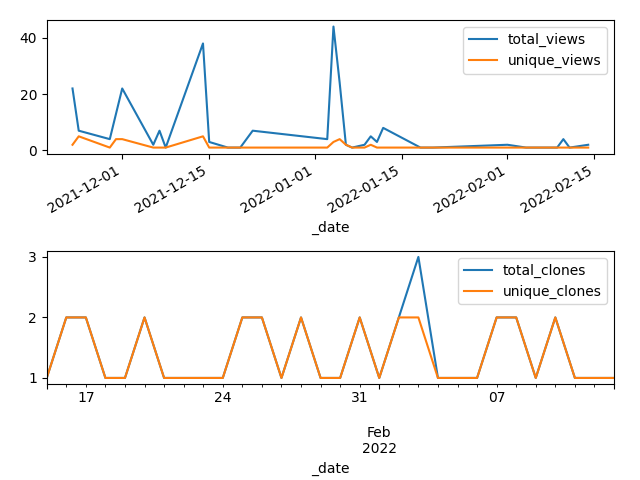 40
20
0
total_views
unique_views
2021-12-01
2021-12-15
2022-01-01
2022-01-15
2022-02-01
2022-02-15
_date
3
2
1
total_clones
unique_clones
17
24
31
07
Feb
2022
_date